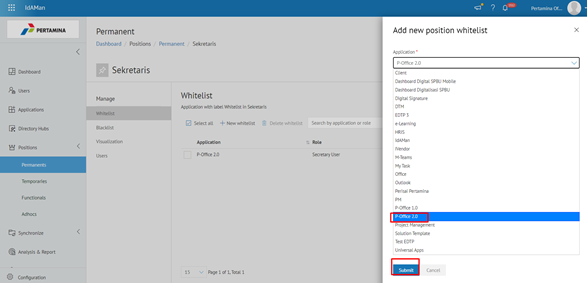 IdAMan
Pertamina Of...
PERTAMINA
Dashboard
Users
Applications
Directory Hubs
Positions
Permanents
Temporaries
Functionals
Adhocs
Synchronize
Analysis & Report
Configuration
Permanent
Dashboard / Positions / Permanent / Sekretaris
Sekretaris
Manage
Whitelist
Blacklist
Visualization
Users
Whitelist
Application with label Whitelist in Sekretaris
Select all + New whitelist Delete whitelist Search by application or role
Application Role
P-Office 2.0 Secretary User
15 Page 1 of 1, Total 1
Add new position whitelist
Application *
P-Office 2.0
Client
Dashboard Digital SPBU Mobile
Dashboard Digitalisasi SPBU
Digital Signature
DTM
EDTP 3
e-Learning
HRIS
IdAMan
iVendor
M-Teams
My Task
Office
Outlook
Perisai Pertamina
PM
P-Office 1.0
P-Office 2.0
Project Management
Solution Template
Test EDTP
Universal Apps
Submit Cancel